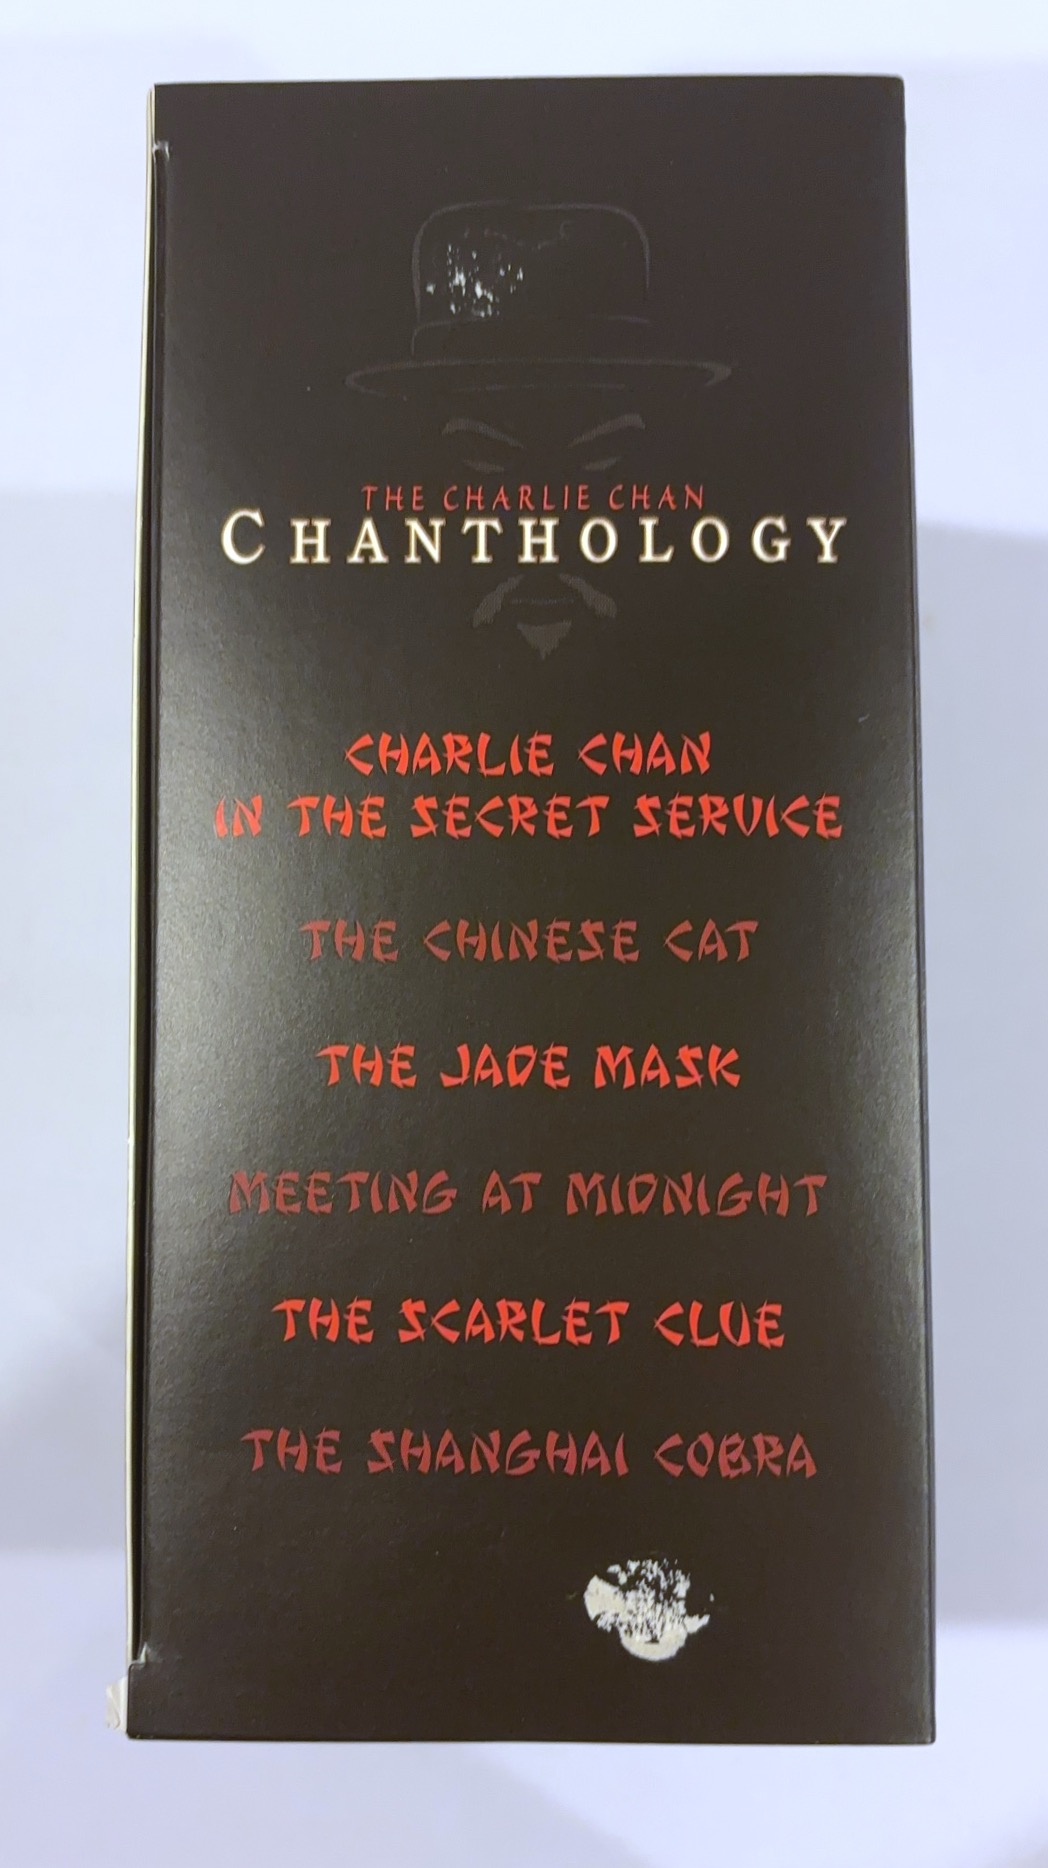 THE CHARLIE CHAN
CHANTHOLOGY
CHARLIE CHAN
IN THE SECRET SERVICE
THE CHINESE CAT
THE JADE MASK
MEETING AT MIDNIGHT
THE SCARLET CLUE
THE SHANGHAI COBRA